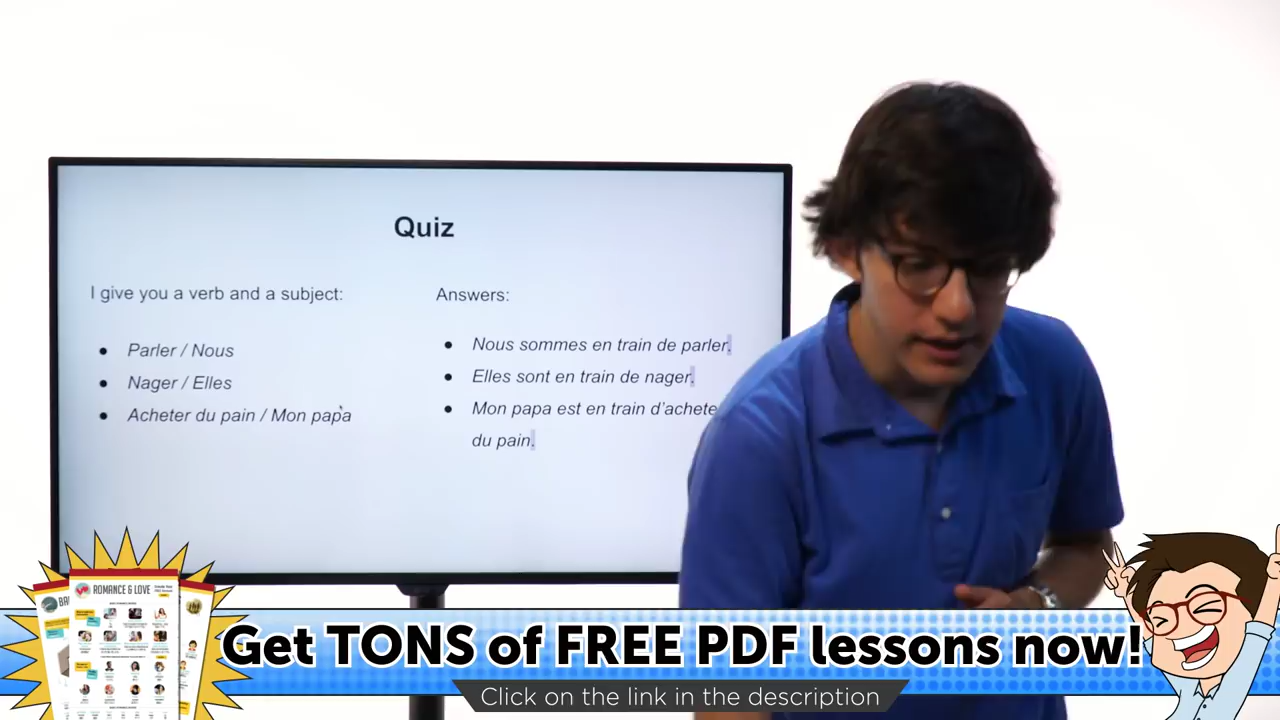 Quiz
I give you a verb and a subject:
Parler / Nous
Nager / Elles
Acheter du pain / Mon papa
Answers:
Nous sommes en train de parler.
Elles sont en train de nager.
Mon papa est en train d'achete
du pain.
ROMANCE & LOVE
Get TONS of FREE PDF lessons now!
Click on the link in the description